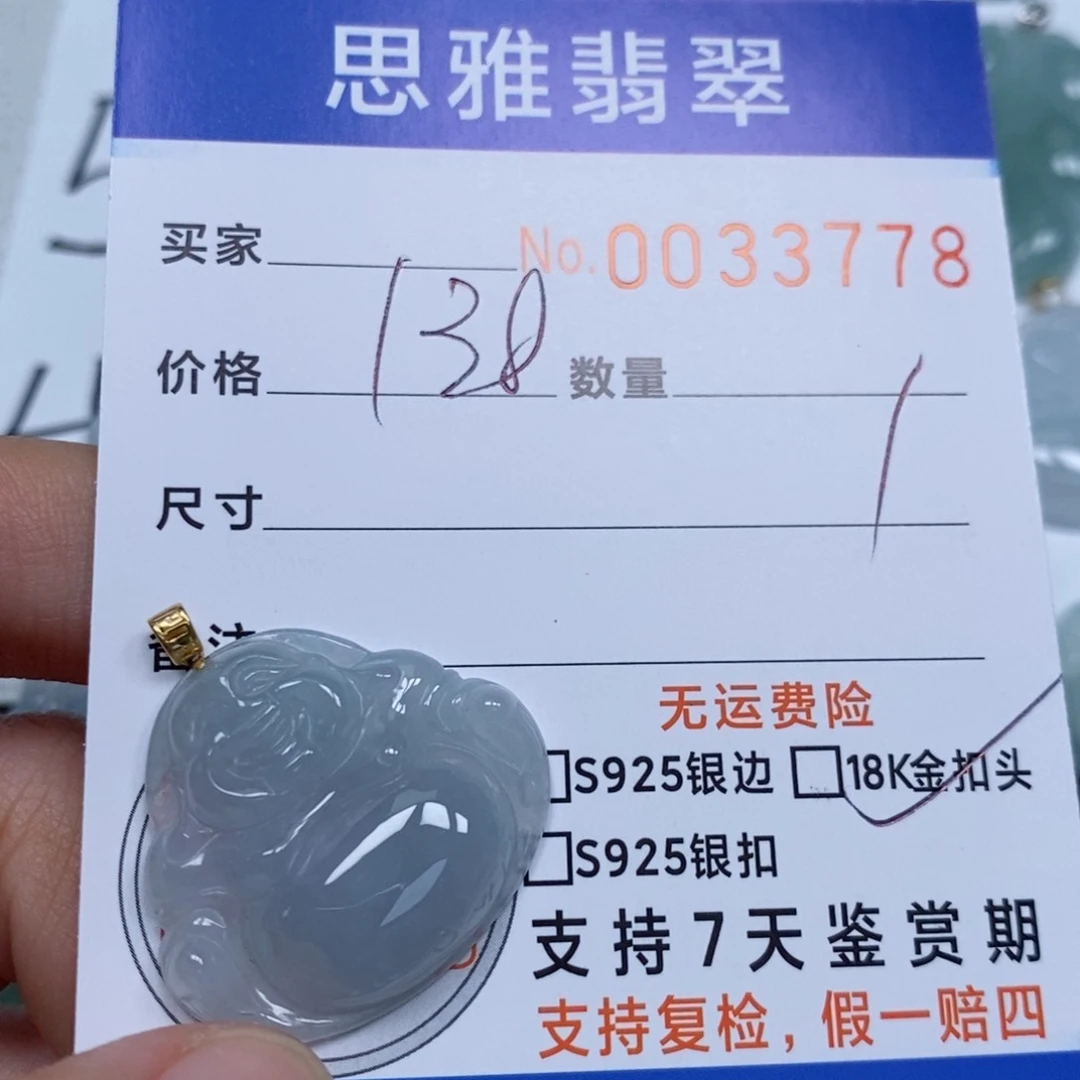 思雅翡翠
买家 No.0033778
价格 138 数量 1
尺寸
备注
无运费险
S925银边 18K金扣头
S925银扣
支持7天鉴赏期
支持复检，假一赔四